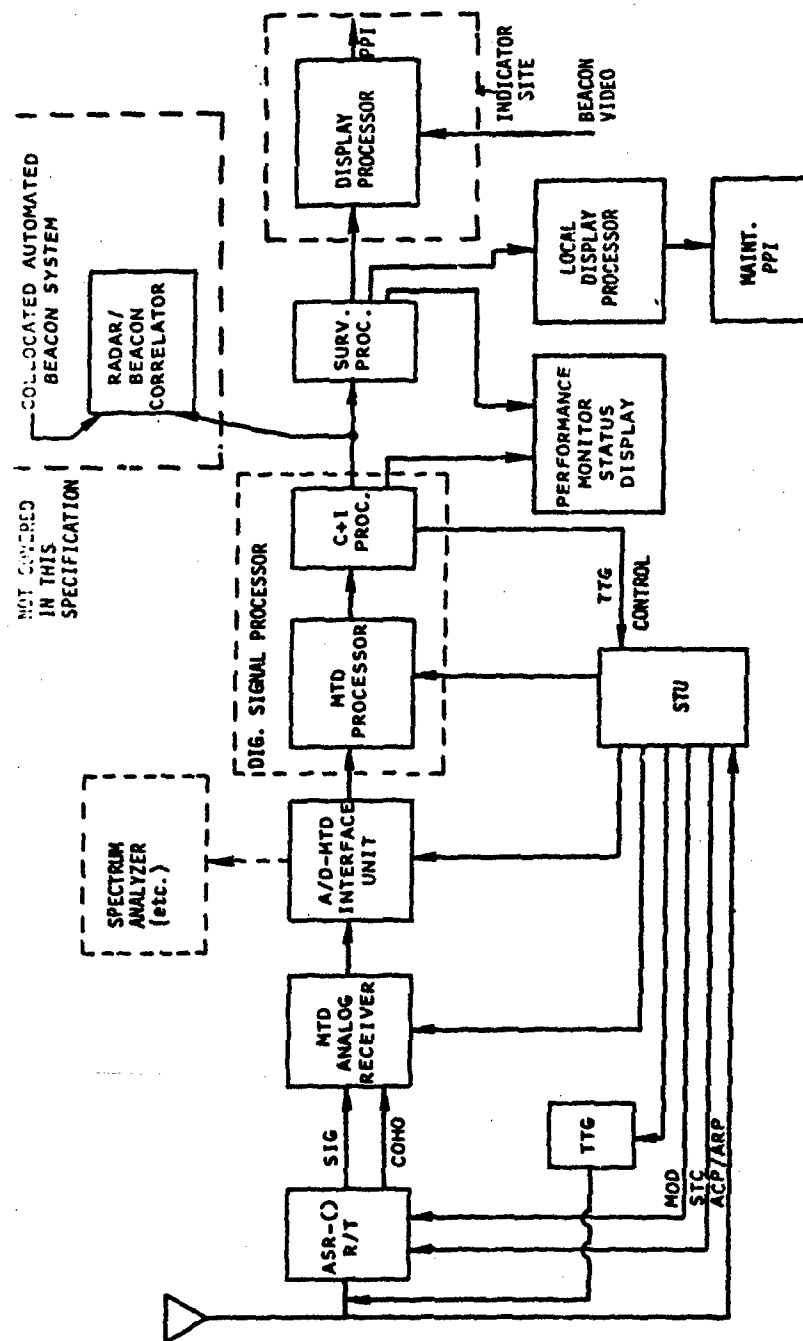 NOT COVERED
IN THIS
SPECIFICATION
COLLOCATED AUTOMATED
BEACON SYSTEM
RADAR/
BEACON
CORRELATOR
SPECTRUM
ANALYZER
(etc.)
DIG. SIGNAL PROCESSOR
ASR-()
R/T
SIG
COHO
MTD
ANALOG
RECEIVER
A/D-MTD
INTERFACE
UNIT
MTD
PROCESSOR
C+I
PROC.
SURV.
PROC.
DISPLAY
PROCESSOR
PPI
INDICATOR
SITE
BEACON
VIDEO
TTG
MOD
STC
ACP/ARP
STU
TTG
CONTROL
PERFORMANCE
MONITOR
STATUS
DISPLAY
LOCAL
DISPLAY
PROCESSOR
MAINT.
PPI